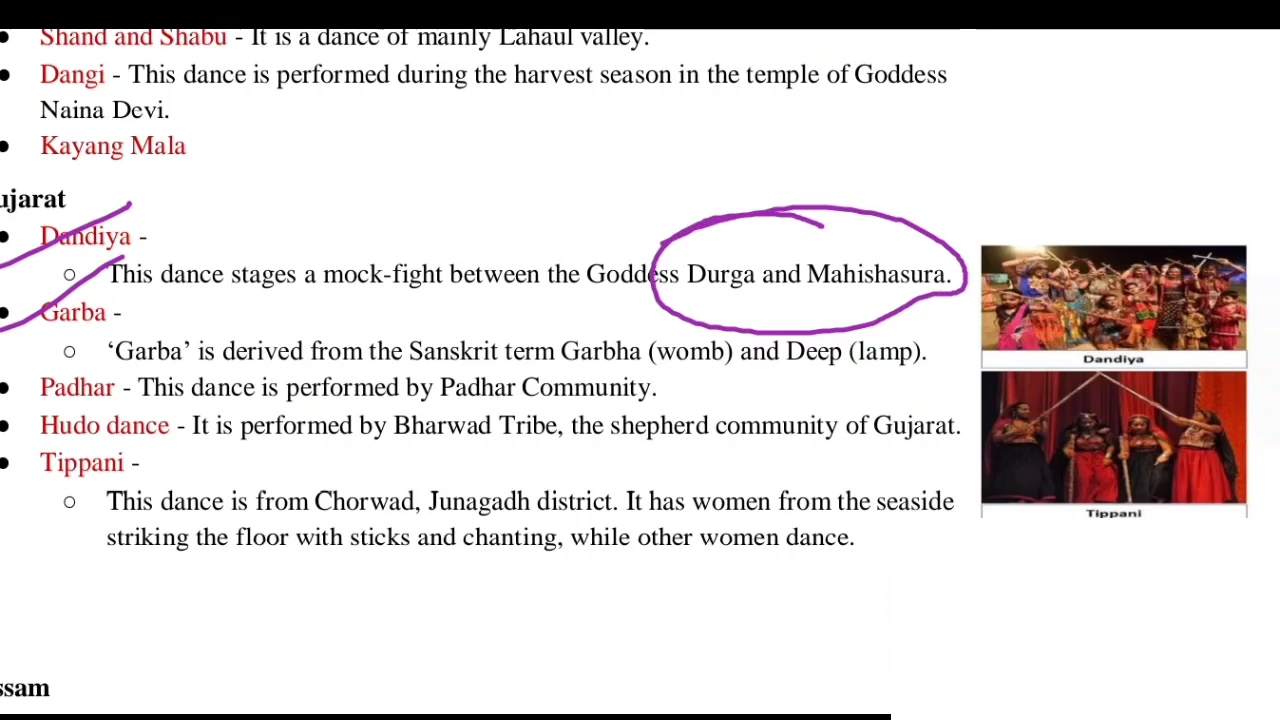 Shand and Shabu - It is a dance of mainly Lahaul valley.
Dangi - This dance is performed during the harvest season in the temple of Goddess
Naina Devi.
Kayang Mala
ujarat
Dandiya -
This dance stages a mock-fight between the Goddess Durga and Mahishasura.
Garba -
‘Garba’ is derived from the Sanskrit term Garbha (womb) and Deep (lamp).
Padhar - This dance is performed by Padhar Community.
Hudo dance - It is performed by Bharwad Tribe, the shepherd community of Gujarat.
Tippani -
This dance is from Chorwad, Junagadh district. It has women from the seaside
striking the floor with sticks and chanting, while other women dance.
Dandiya
Tippani
ssam